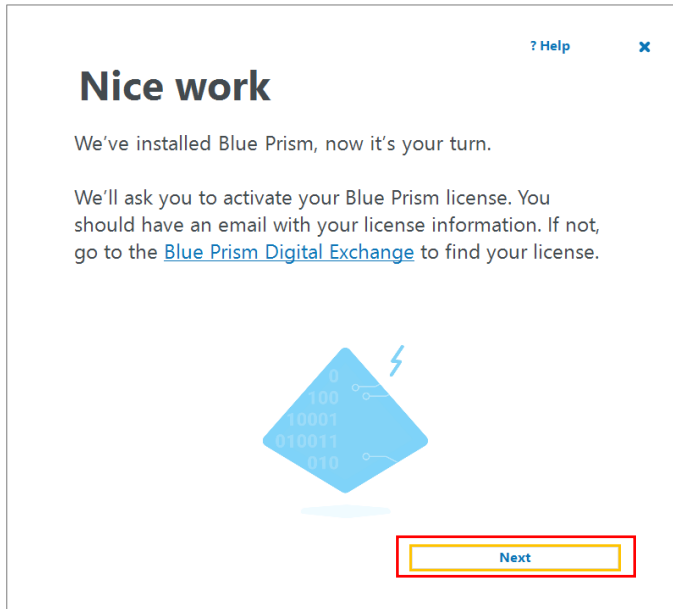 ? Help
Nice work
We've installed Blue Prism, now it's your turn.
We'll ask you to activate your Blue Prism license. You
should have an email with your license information. If not,
go to the Blue Prism Digital Exchange to find your license.
0
100
10001
010011
010
Next